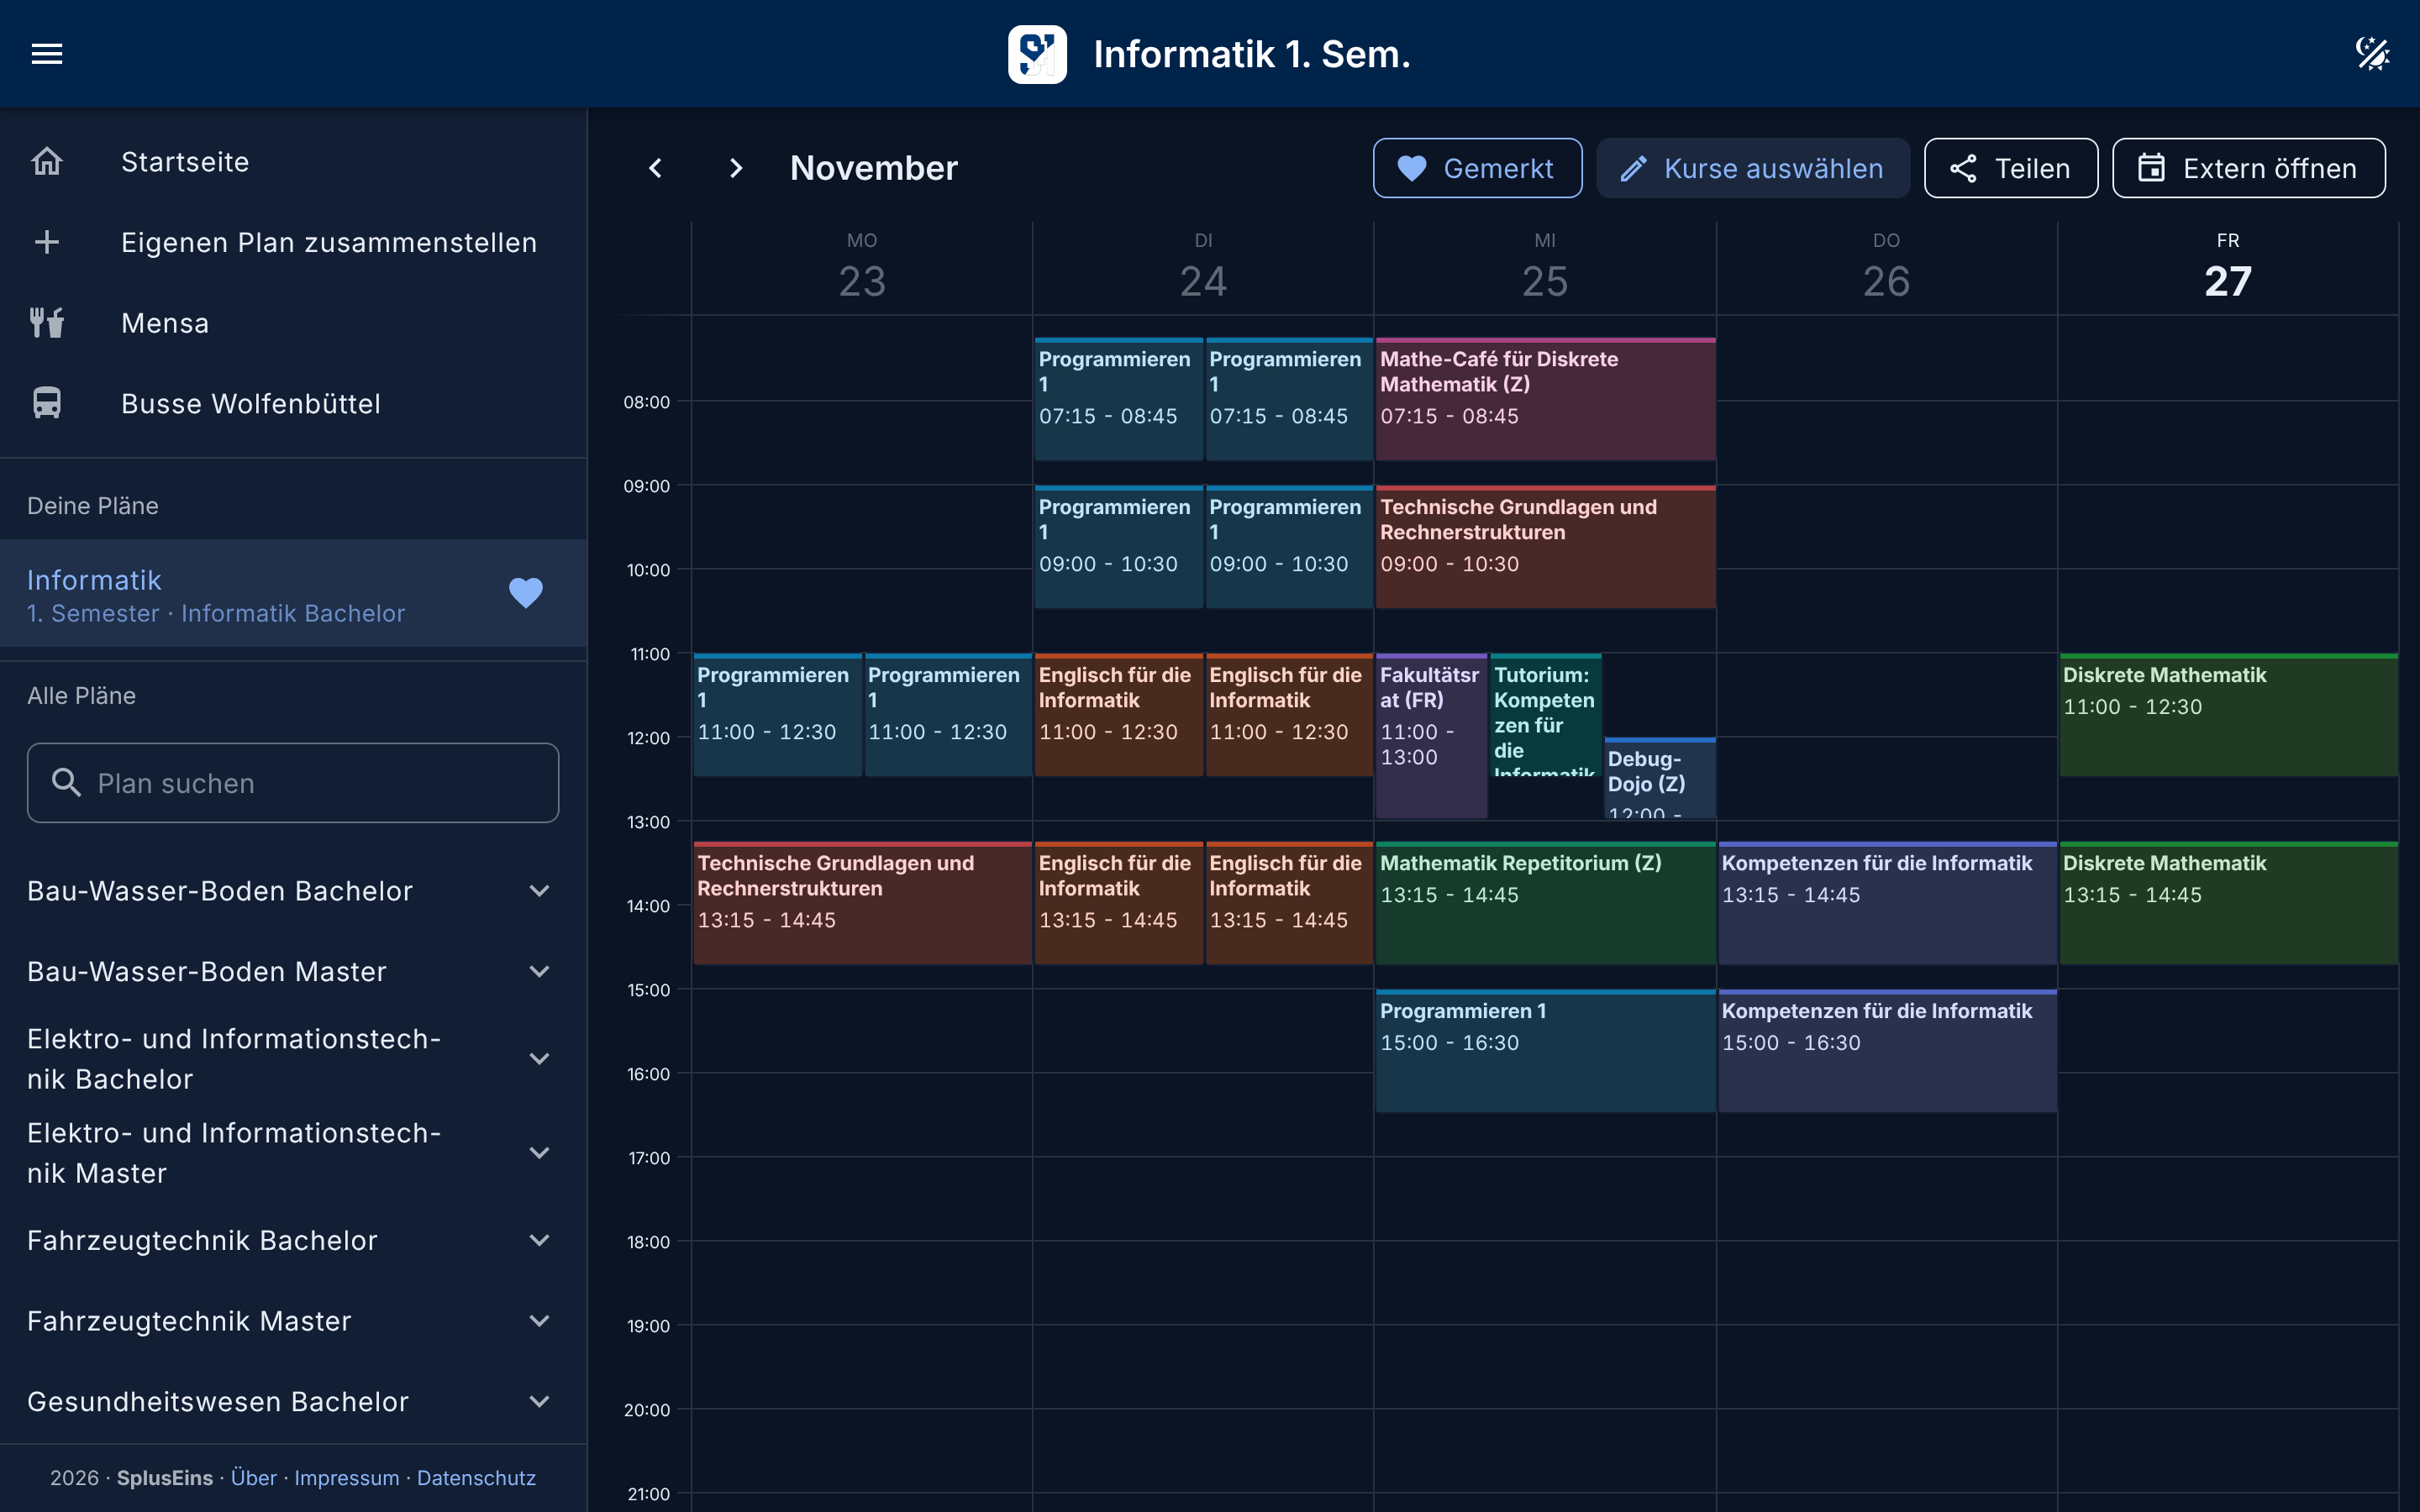 Informatik 1. Sem.
Startseite
Eigenen Plan zusammenstellen
Mensa
Busse Wolfenbüttel
Deine Pläne
Informatik
1. Semester · Informatik Bachelor
Alle Pläne
Plan suchen
Bau-Wasser-Boden Bachelor
Bau-Wasser-Boden Master
Elektro- und Informationstech-
nik Bachelor
Elektro- und Informationstech-
nik Master
Fahrzeugtechnik Bachelor
Fahrzeugtechnik Master
Gesundheitswesen Bachelor
2026 · SplusEins · Über · Impressum · Datenschutz
November
Gemerkt
Kurse auswählen
Teilen
Extern öffnen
MO
23
DI
24
MI
25
DO
26
FR
27
08:00
09:00
10:00
11:00
12:00
13:00
14:00
15:00
16:00
17:00
18:00
19:00
20:00
21:00
Programmieren
1
11:00 - 12:30
Programmieren
1
11:00 - 12:30
Technische Grundlagen und
Rechnerstrukturen
13:15 - 14:45
Programmieren
1
07:15 - 08:45
Programmieren
1
07:15 - 08:45
Programmieren
1
09:00 - 10:30
Programmieren
1
09:00 - 10:30
Englisch für die
Informatik
11:00 - 12:30
Englisch für die
Informatik
11:00 - 12:30
Englisch für die
Informatik
13:15 - 14:45
Englisch für die
Informatik
13:15 - 14:45
Mathe-Café für Diskrete
Mathematik (Z)
07:15 - 08:45
Technische Grundlagen und
Rechnerstrukturen
09:00 - 10:30
Fakultätsr
at (FR)
11:00 -
13:00
Tutorium:
Kompeten
zen für
die
Informatik
Debug-
Dojo (Z)
12:00 -
Mathematik Repetitorium (Z)
13:15 - 14:45
Programmieren 1
15:00 - 16:30
Kompetenzen für die Informatik
13:15 - 14:45
Kompetenzen für die Informatik
15:00 - 16:30
Diskrete Mathematik
11:00 - 12:30
Diskrete Mathematik
13:15 - 14:45